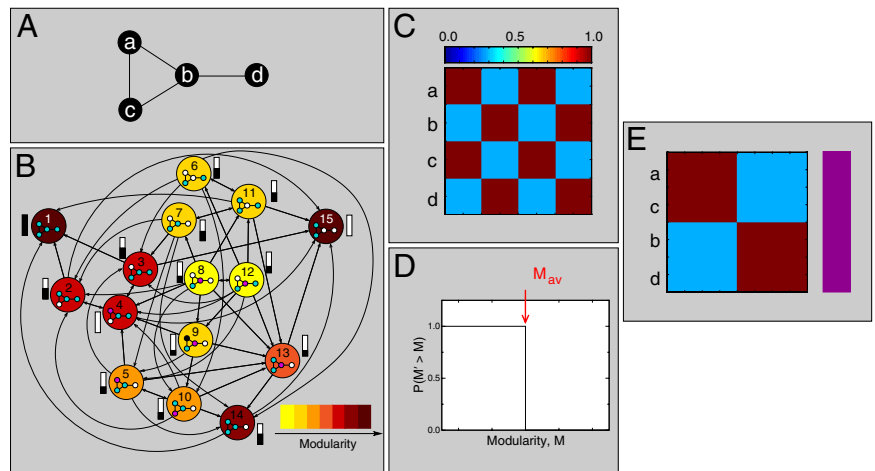 A
a
b
d
c
B
6
11
1
7
15
3
8
12
2
4
9
13
5
10
14
Modularity
C
0.0 0.5 1.0
a
b
c
d
D
M av
1.0
0.5
0.0
P(M' > M)
Modularity, M
E
a
c
b
d